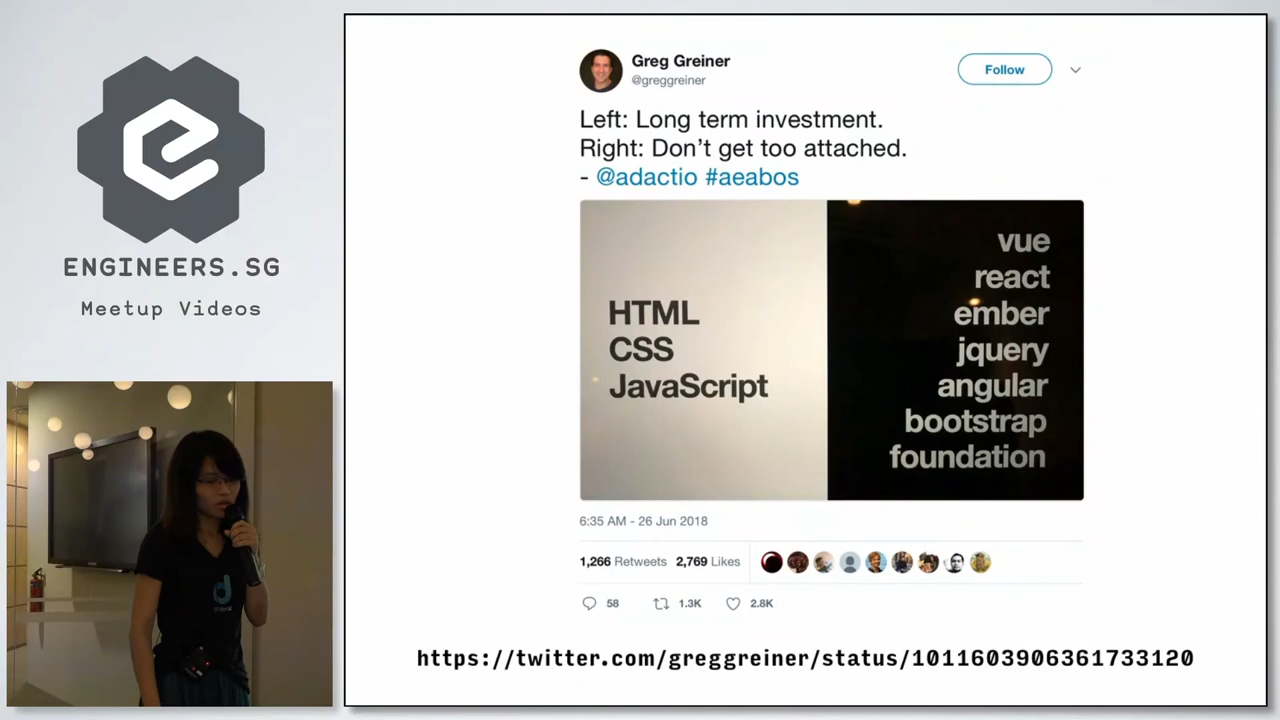 ENGINEERS.SG
Meetup Videos
Greg Greiner
@greggreiner
Follow
Left: Long term investment.
Right: Don’t get too attached.
- @adactio #aeabos
HTML
CSS
JavaScript
vue
react
ember
jquery
angular
bootstrap
foundation
6:35 AM - 26 Jun 2018
1,266 Retweets 2,769 Likes
58 1.3K 2.8K
https://twitter.com/greggreiner/status/1011603906361733120